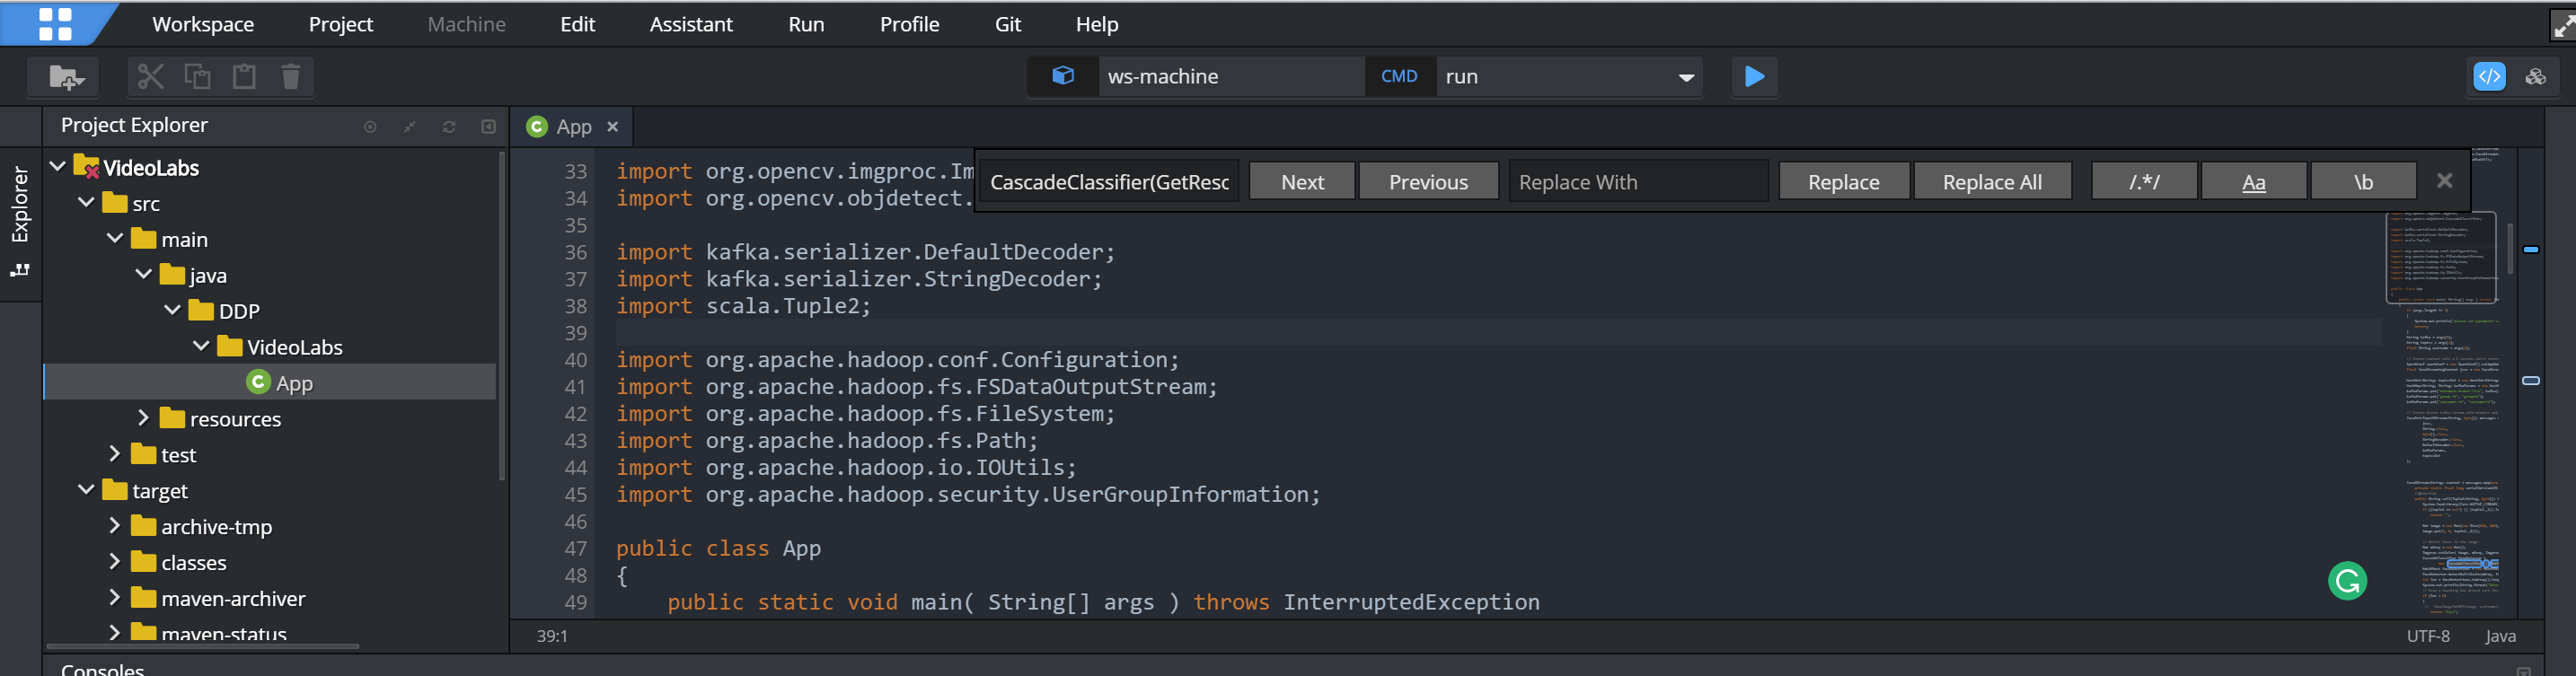 Workspace Project Machine Edit Assistant Run Profile Git Help
ws-machine CMD run
Project Explorer
Explorer
VideoLabs
src
main
java
DDP
VideoLabs
App
resources
test
target
archive-tmp
classes
maven-archiver
maven-status
App
CascadeClassifier(GetResc Next Previous Replace With Replace Replace All /.*/ Aa \b
33 import org.opencv.imgproc.Im
34 import org.opencv.objdetect.
35
36 import kafka.serializer.DefaultDecoder;
37 import kafka.serializer.StringDecoder;
38 import scala.Tuple2;
39
40 import org.apache.hadoop.conf.Configuration;
41 import org.apache.hadoop.fs.FSDataOutputStream;
42 import org.apache.hadoop.fs.FileSystem;
43 import org.apache.hadoop.fs.Path;
44 import org.apache.hadoop.io.IOUtils;
45 import org.apache.hadoop.security.UserGroupInformation;
46
47 public class App
48 {
49 public static void main( String[] args ) throws InterruptedException
39:1 UTF-8 Java
Consoles